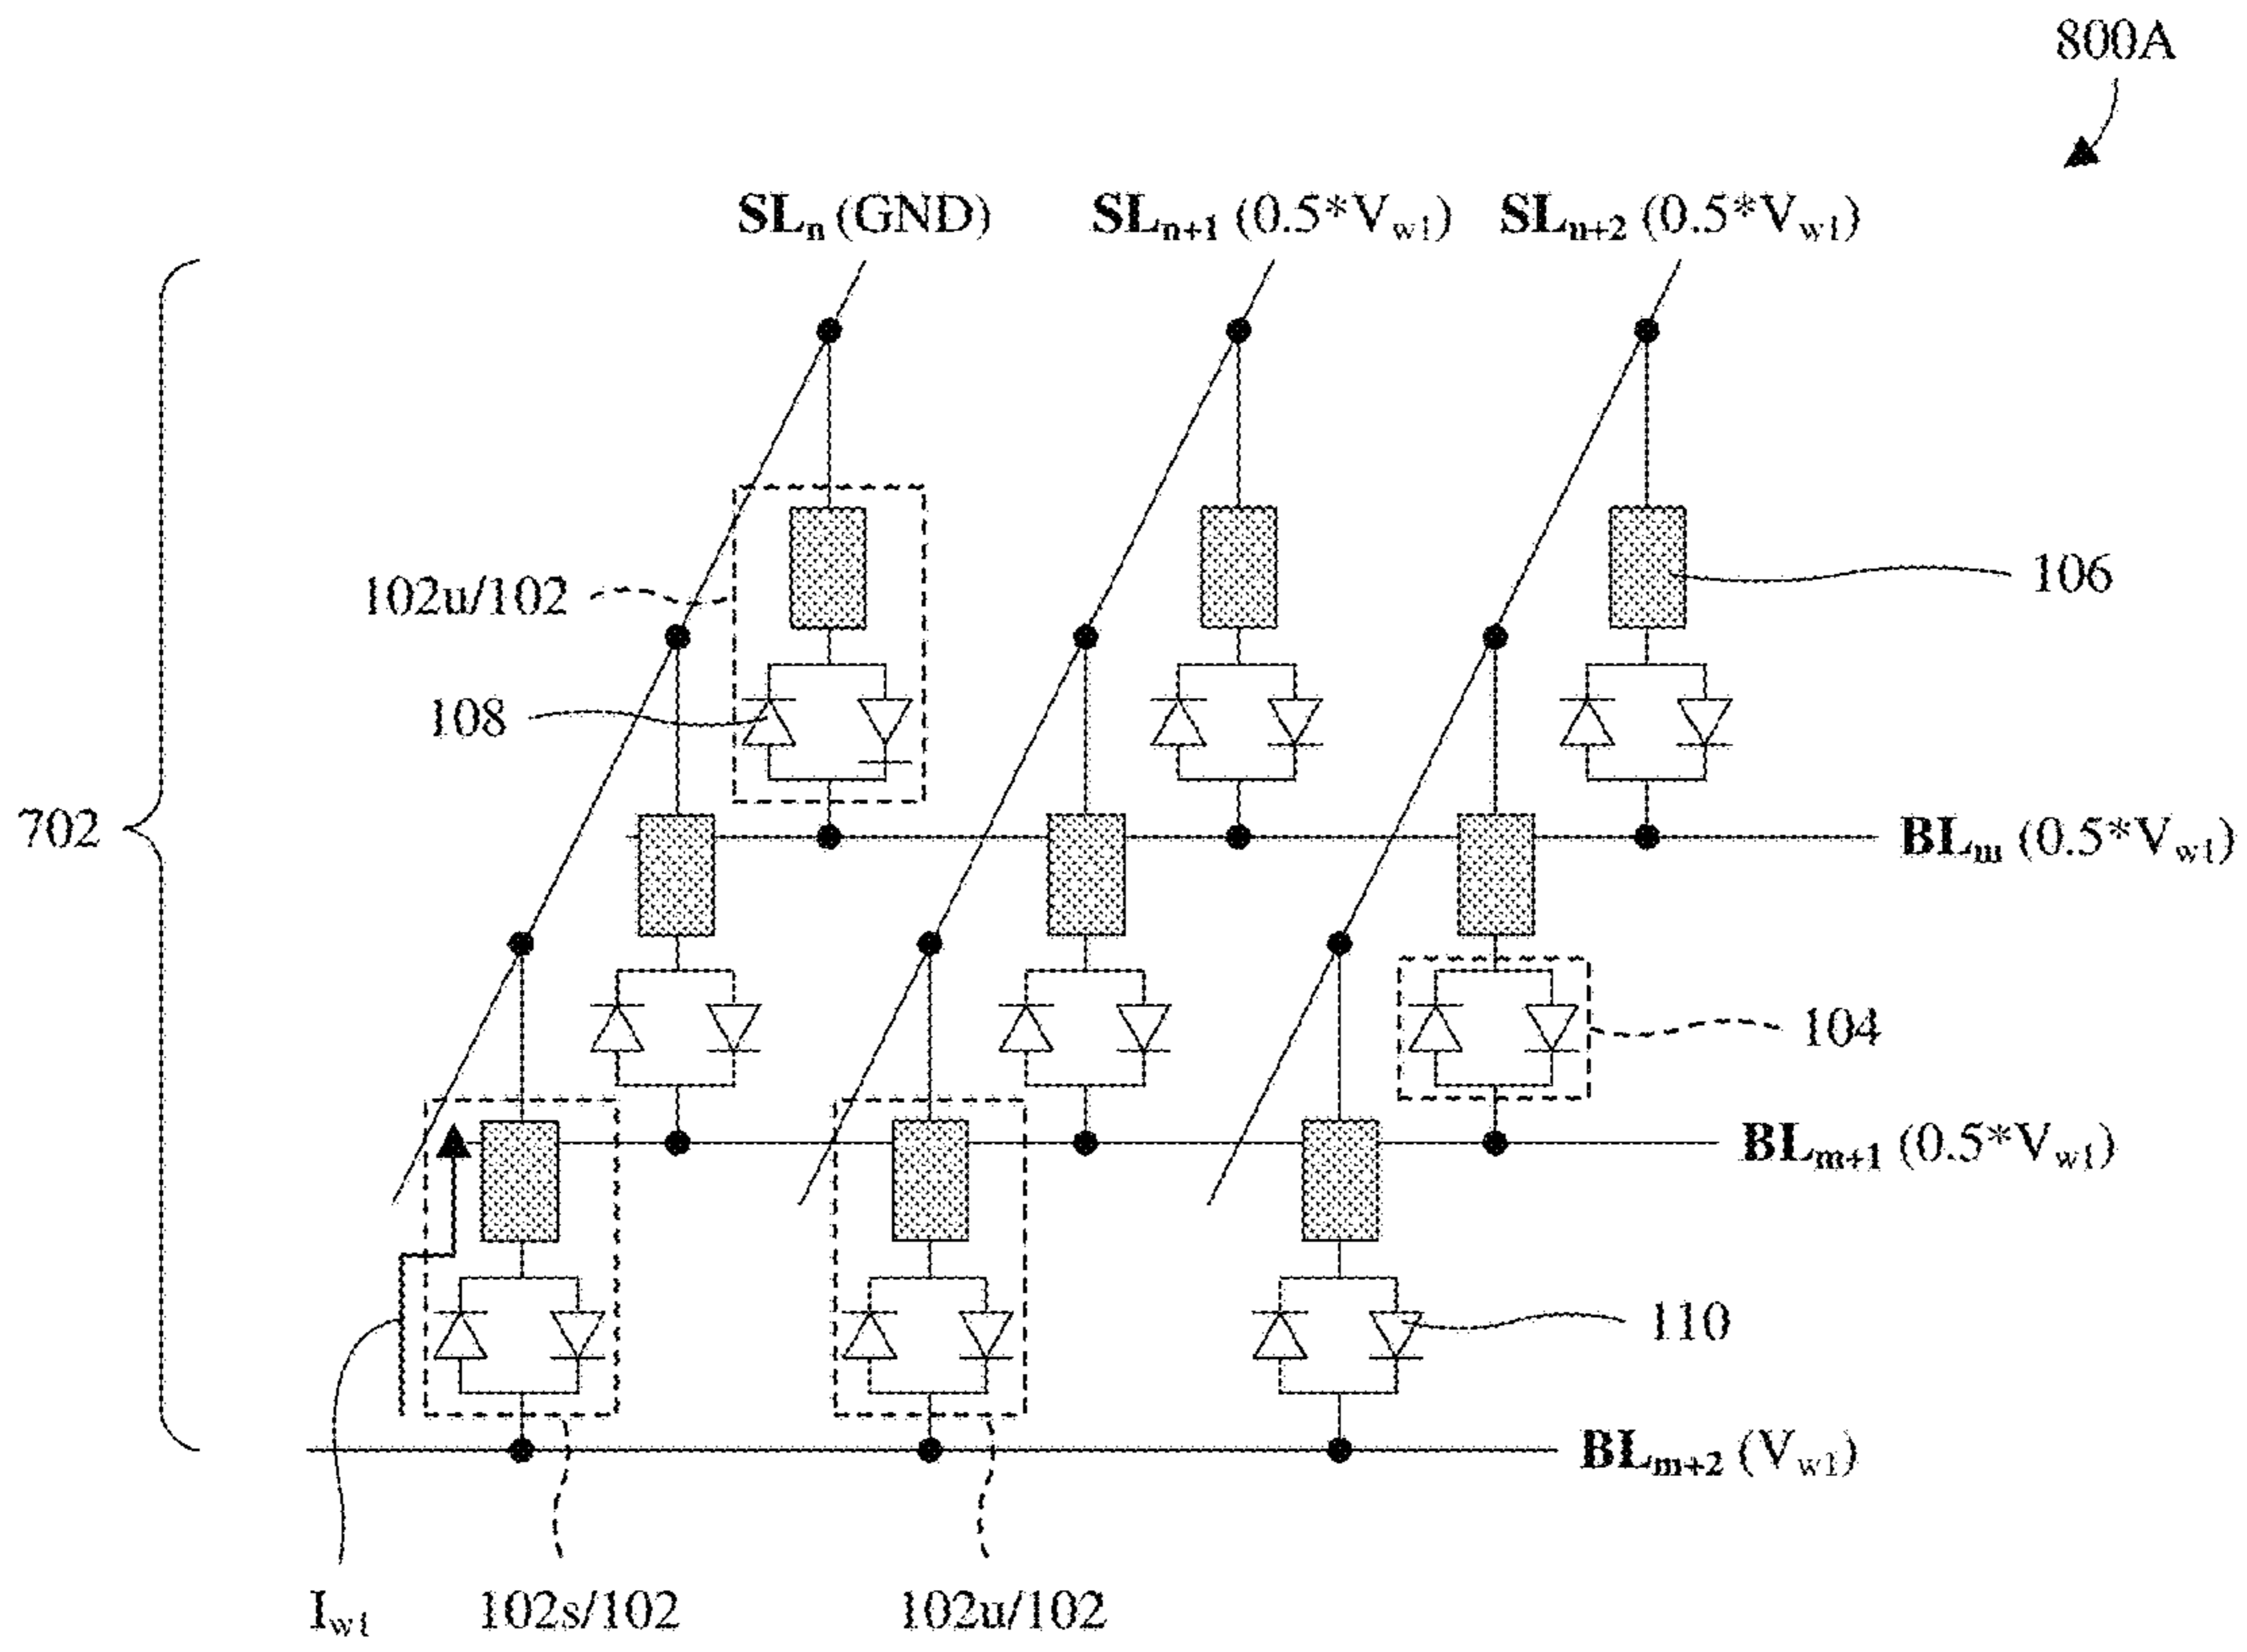 800A
SLn (GND) SLn+1 (0.5*Vw1) SLn+2 (0.5*Vw1)
102u/102
106
108
702
BLm (0.5*Vw1)
104
BLm+1 (0.5*Vw1)
110
BLm+2 (Vw1)
Iw1 102s/102 102u/102